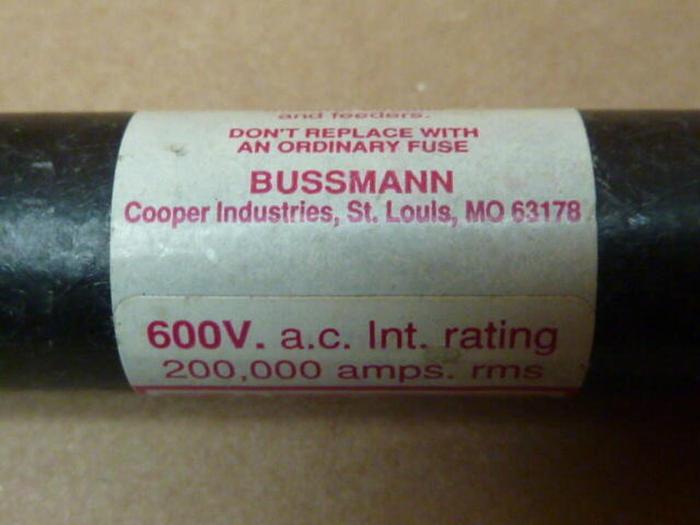 and feeders.
DON'T REPLACE WITH
AN ORDINARY FUSE
BUSSMANN
Cooper Industries, St. Louis, MO 63178
600V. a.c. Int. rating
200,000 amps. rms